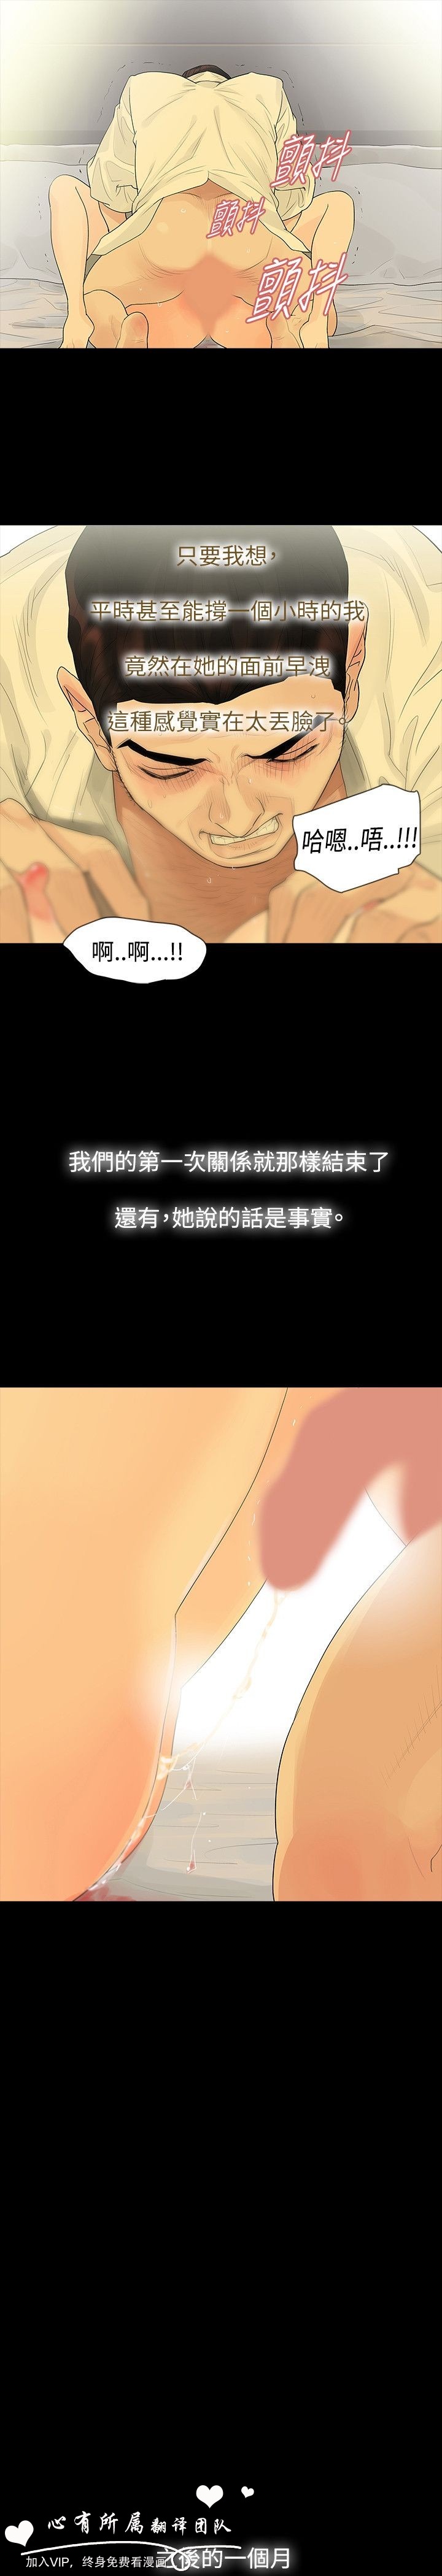 顫抖
顫抖
顫抖
只要我想，
平時甚至能撐一個小時的我
竟然在她的面前早洩
這種感覺實在太丟臉了。
哈嗯..唔..!!!
啊..啊...!!
我們的第一次關係就那樣結束了
還有，她說的話是事實。
心有所属翻译团队
加入VIP，终身免费看漫画
之後的一個月